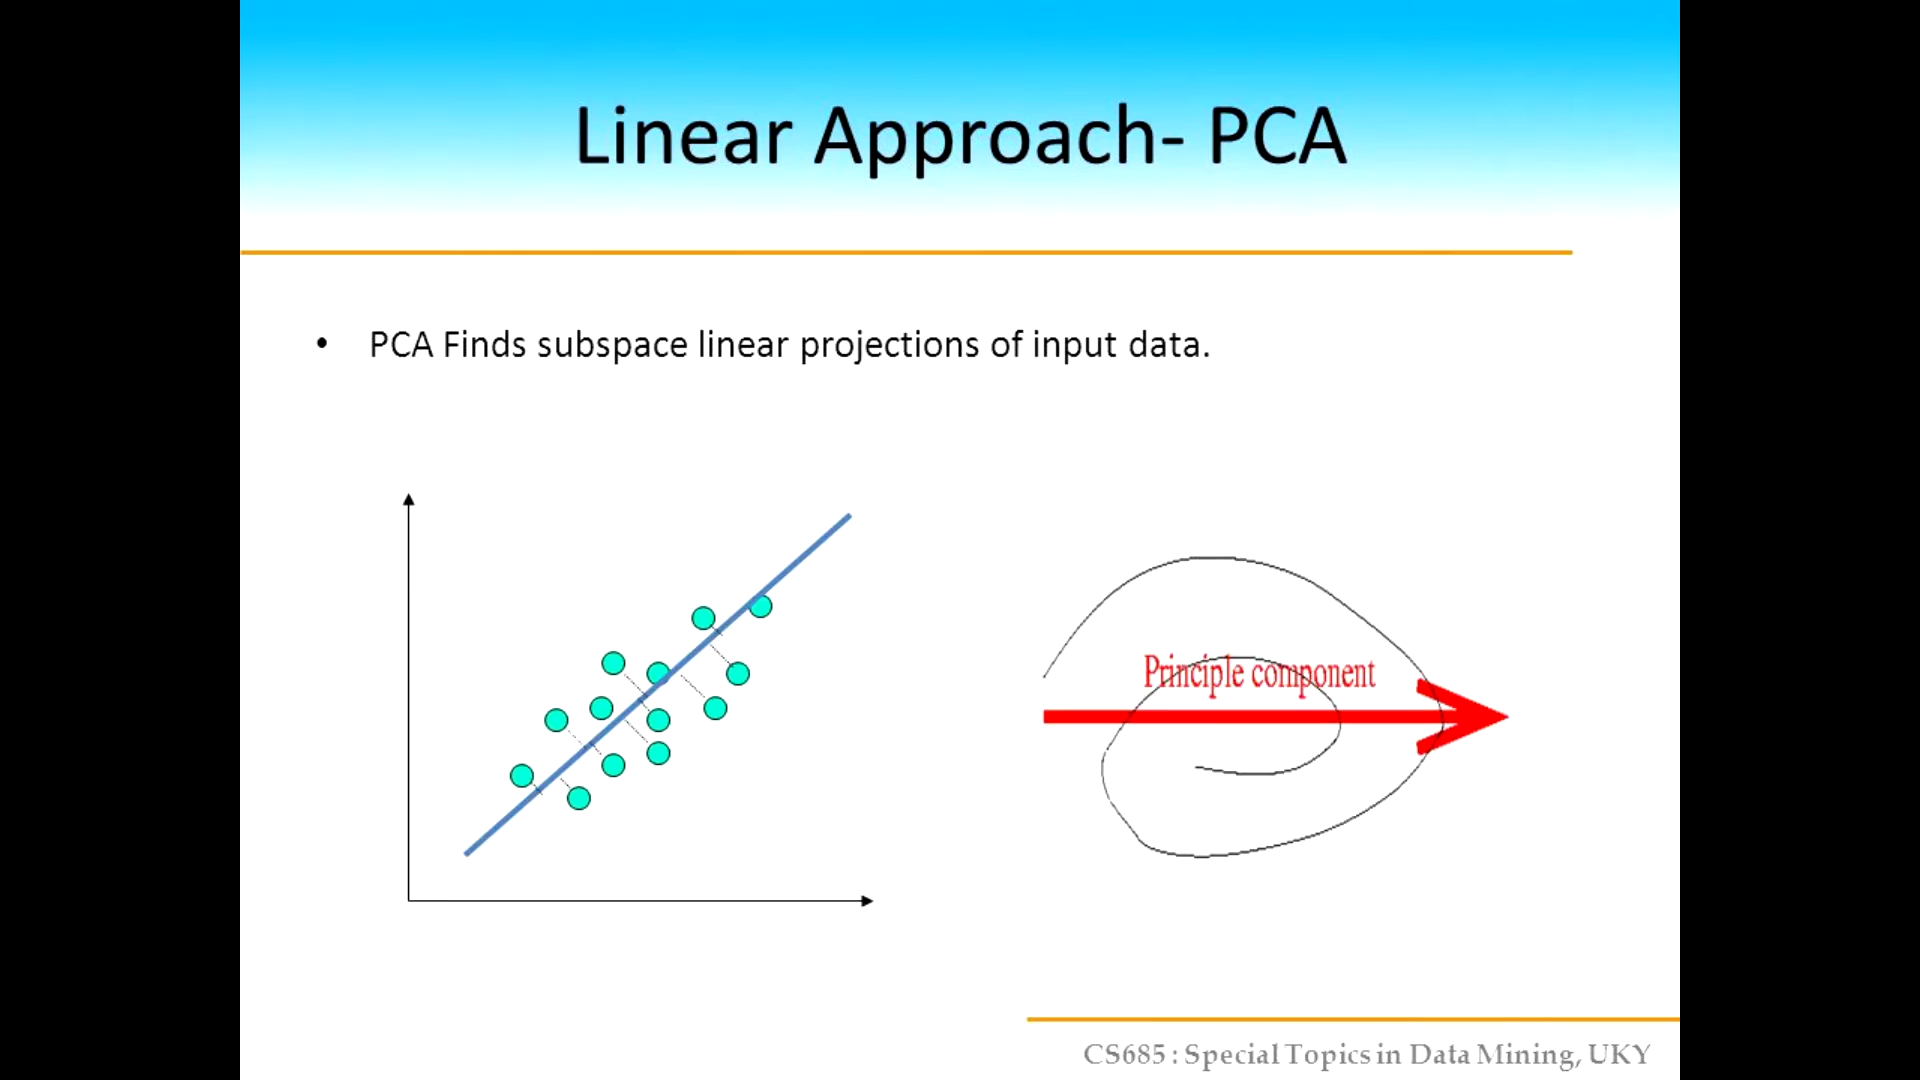 Linear Approach- PCA
• PCA Finds subspace linear projections of input data.
Principle component
CS685 : Special Topics in Data Mining, UKY